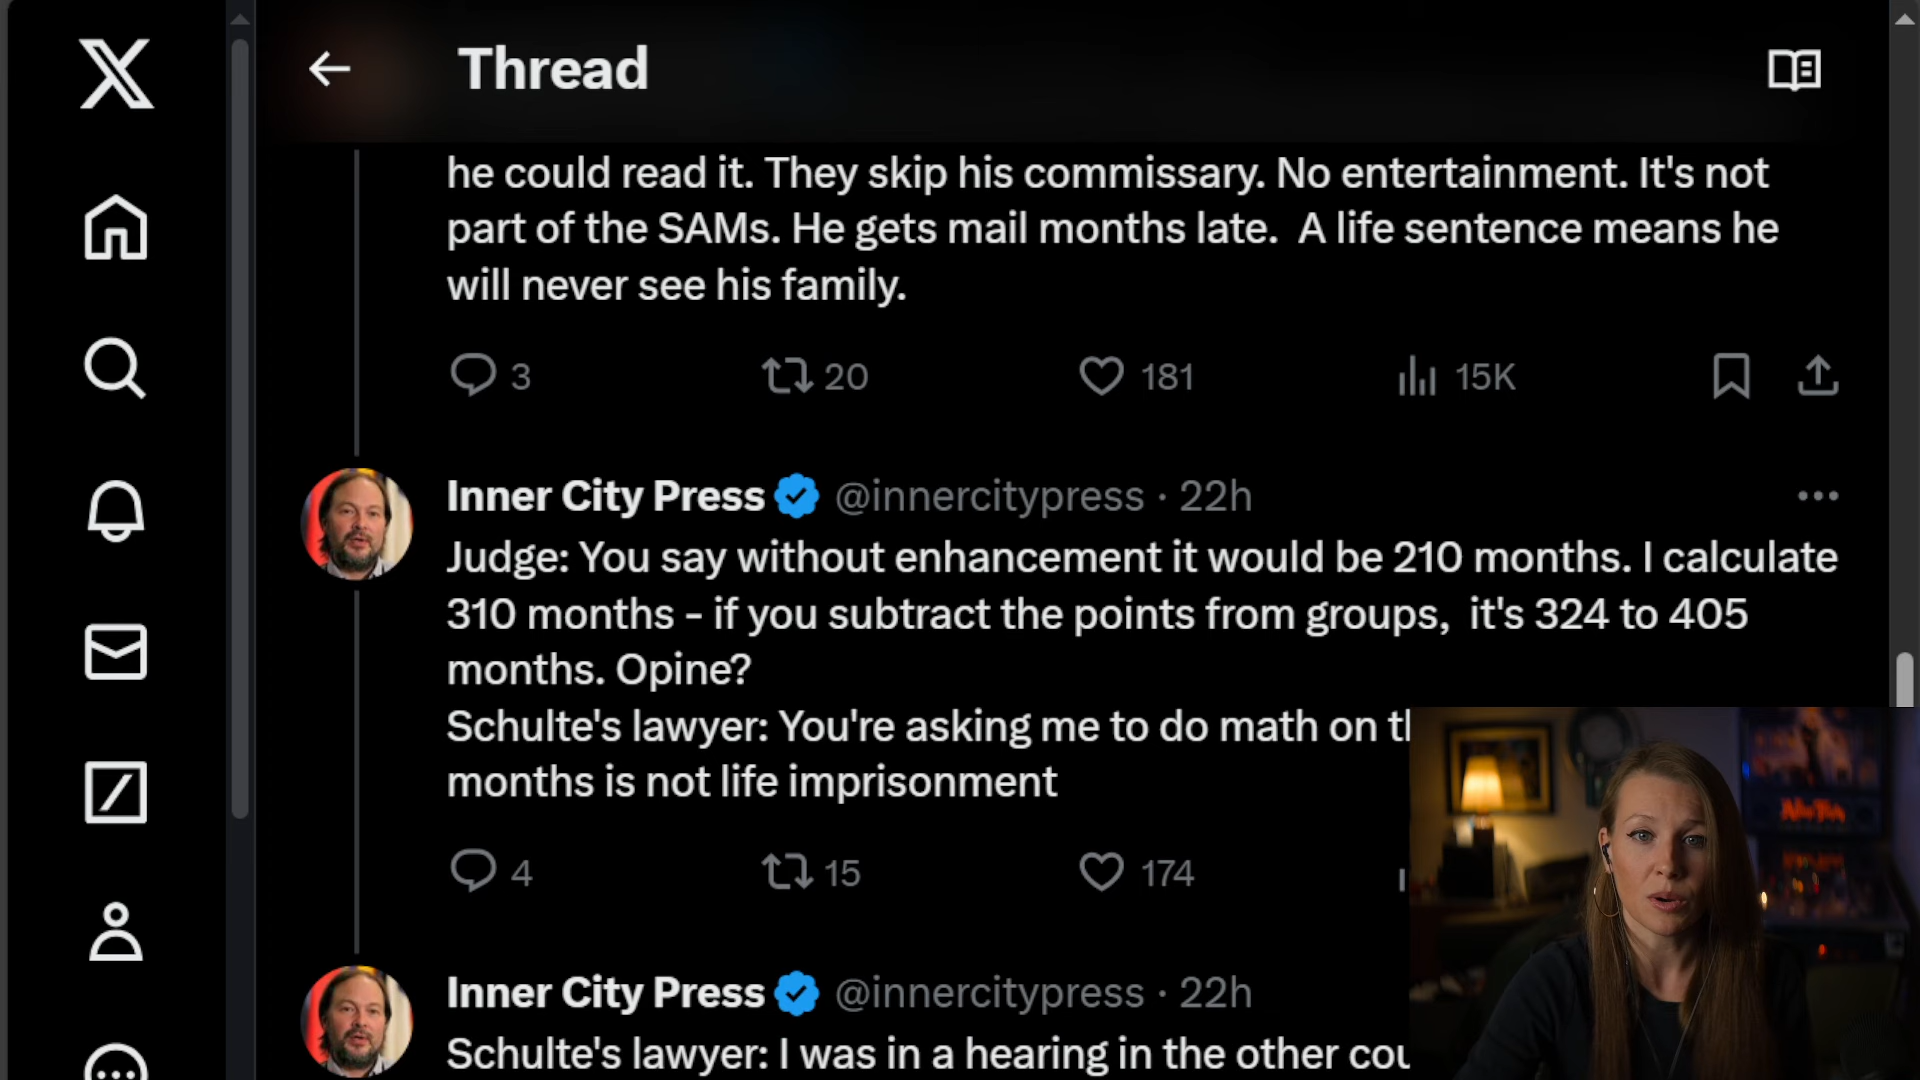 Thread
he could read it. They skip his commissary. No entertainment. It's not
part of the SAMs. He gets mail months late.  A life sentence means he
will never see his family.
3 20 181 15K
Inner City Press @innercitypress · 22h
Judge: You say without enhancement it would be 210 months. I calculate
310 months - if you subtract the points from groups,  it's 324 to 405
months. Opine?
Schulte's lawyer: You're asking me to do math on
months is not life imprisonment
4 15 174
Inner City Press @innercitypress · 22h
Schulte's lawyer: I was in a hearing in the other